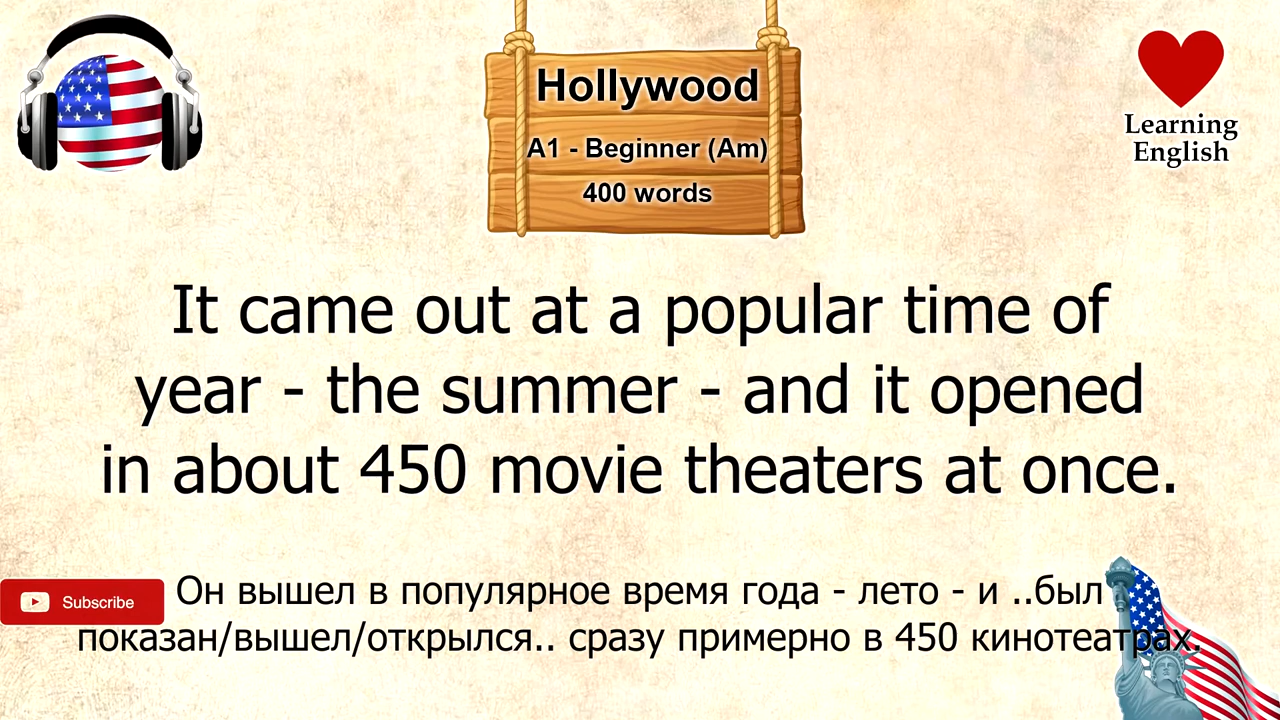 Hollywood
A1 - Beginner (Am)
400 words
Learning
English
It came out at a popular time of
year - the summer - and it opened
in about 450 movie theaters at once.
Subscribe
Он вышел в популярное время года - лето - и ..был
показан/вышел/открылся.. сразу примерно в 450 кинотеатрах.